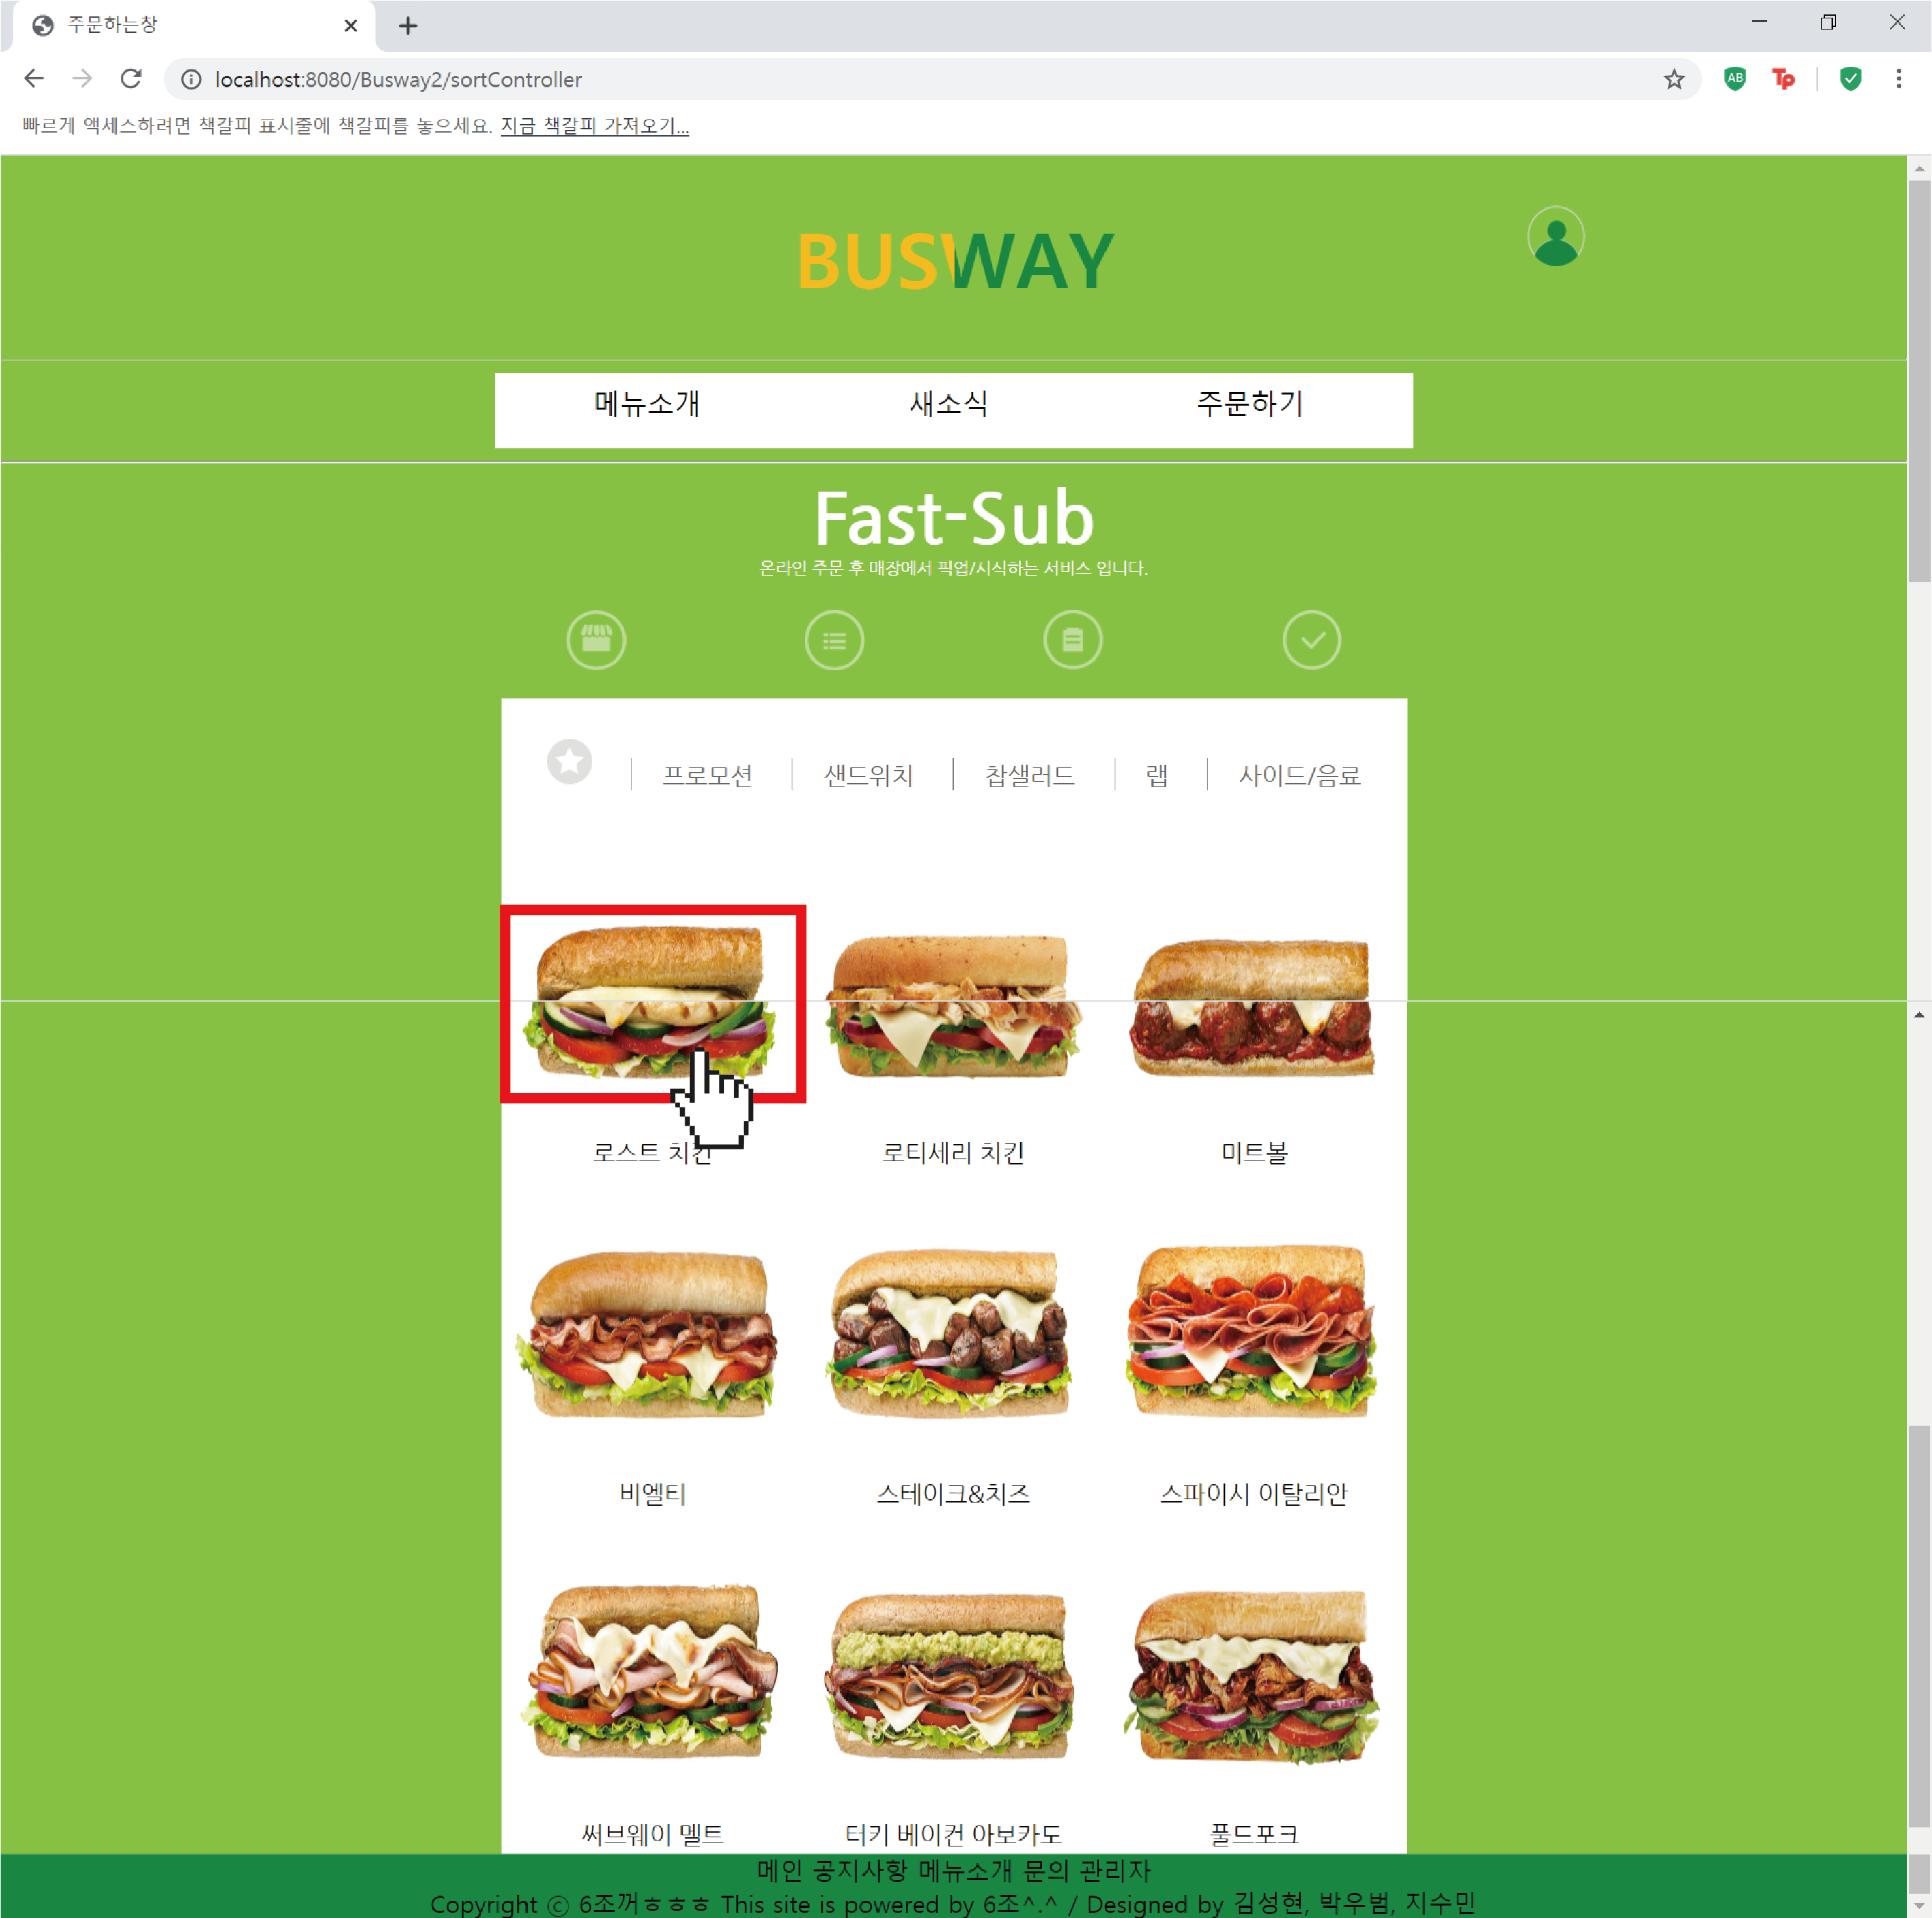 주문하는창
localhost:8080/Busway2/sortController
AB Tp
빠르게 액세스하려면 책갈피 표시줄에 책갈피를 놓으세요. 지금 책갈피 가져오기...
BUSWAY
메뉴소개 새소식 주문하기
Fast-Sub
온라인 주문 후 매장에서 픽업/시식하는 서비스 입니다.
프로모션 샌드위치 찹샐러드 랩 사이드/음료
로스트 치킨 로티세리 치킨 미트볼
비엘티 스테이크&치즈 스파이시 이탈리안
써브웨이 멜트 터키 베이컨 아보카도 풀드포크
메인 공지사항 메뉴소개 문의 관리자
Copyright ⓒ 6조꺼ㅎㅎㅎ This site is powered by 6조^.^ / Designed by 김성현, 박우범, 지수민